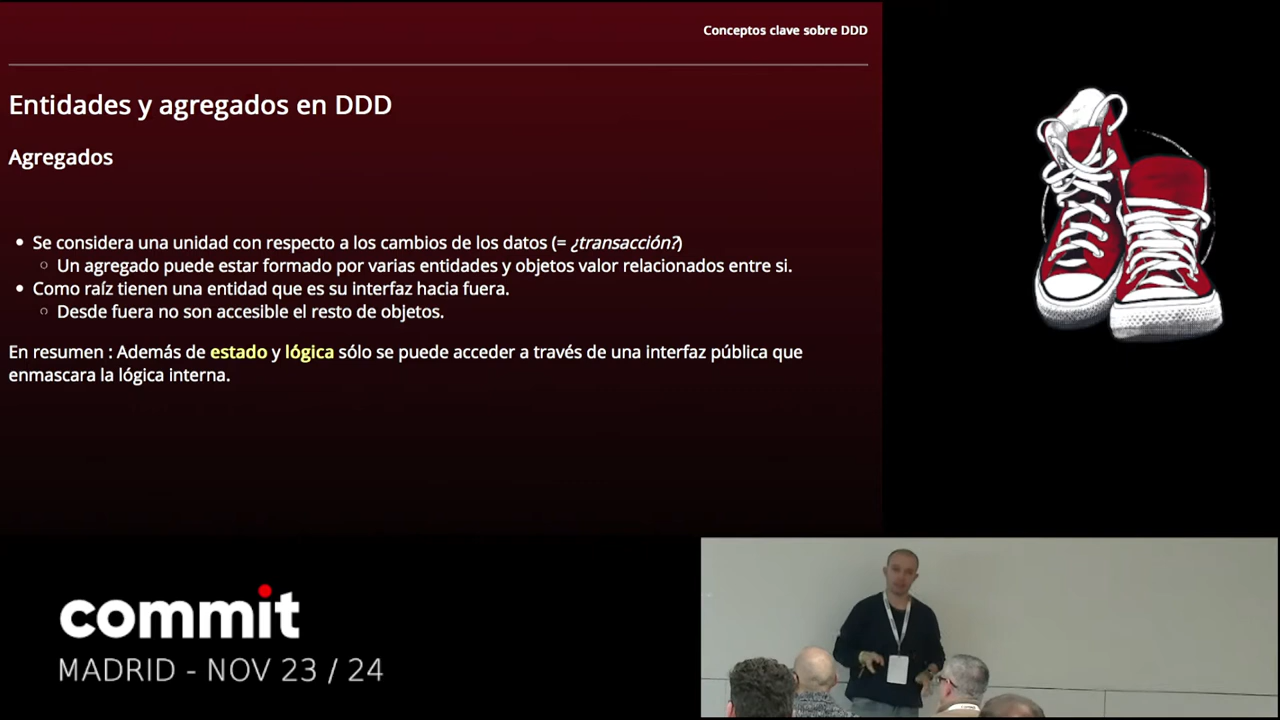 Conceptos clave sobre DDD
Entidades y agregados en DDD
Agregados
• Se considera una unidad con respecto a los cambios de los datos (= ¿transacción?)
○ Un agregado puede estar formado por varias entidades y objetos valor relacionados entre si.
• Como raíz tienen una entidad que es su interfaz hacia fuera.
○ Desde fuera no son accesible el resto de objetos.
En resumen : Además de estado y lógica sólo se puede acceder a través de una interfaz pública que
enmascara la lógica interna.
commit
MADRID - NOV 23 / 24